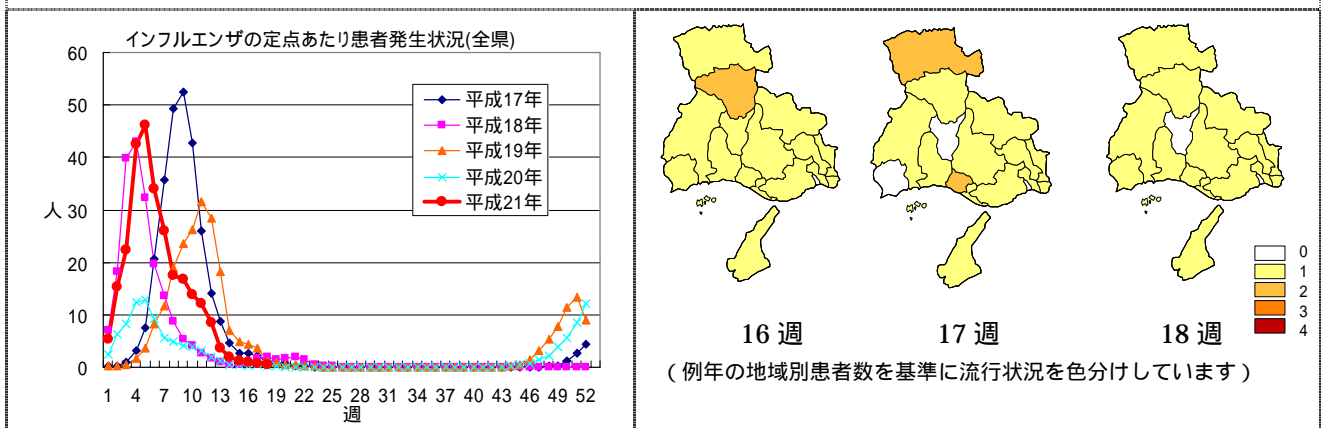 インフルエンザの定点あたり患者発生状況(全県)
60
50
40
30
20
10
0
人
平成17年
平成18年
平成19年
平成20年
平成21年
1 4 7 10 13 16 19 22 25 28 31 34 37 40 43 46 49 52
週
0
1
2
3
4
16 週 17 週 18 週
(例年の地域別患者数を基準に流行状況を色分けしています)